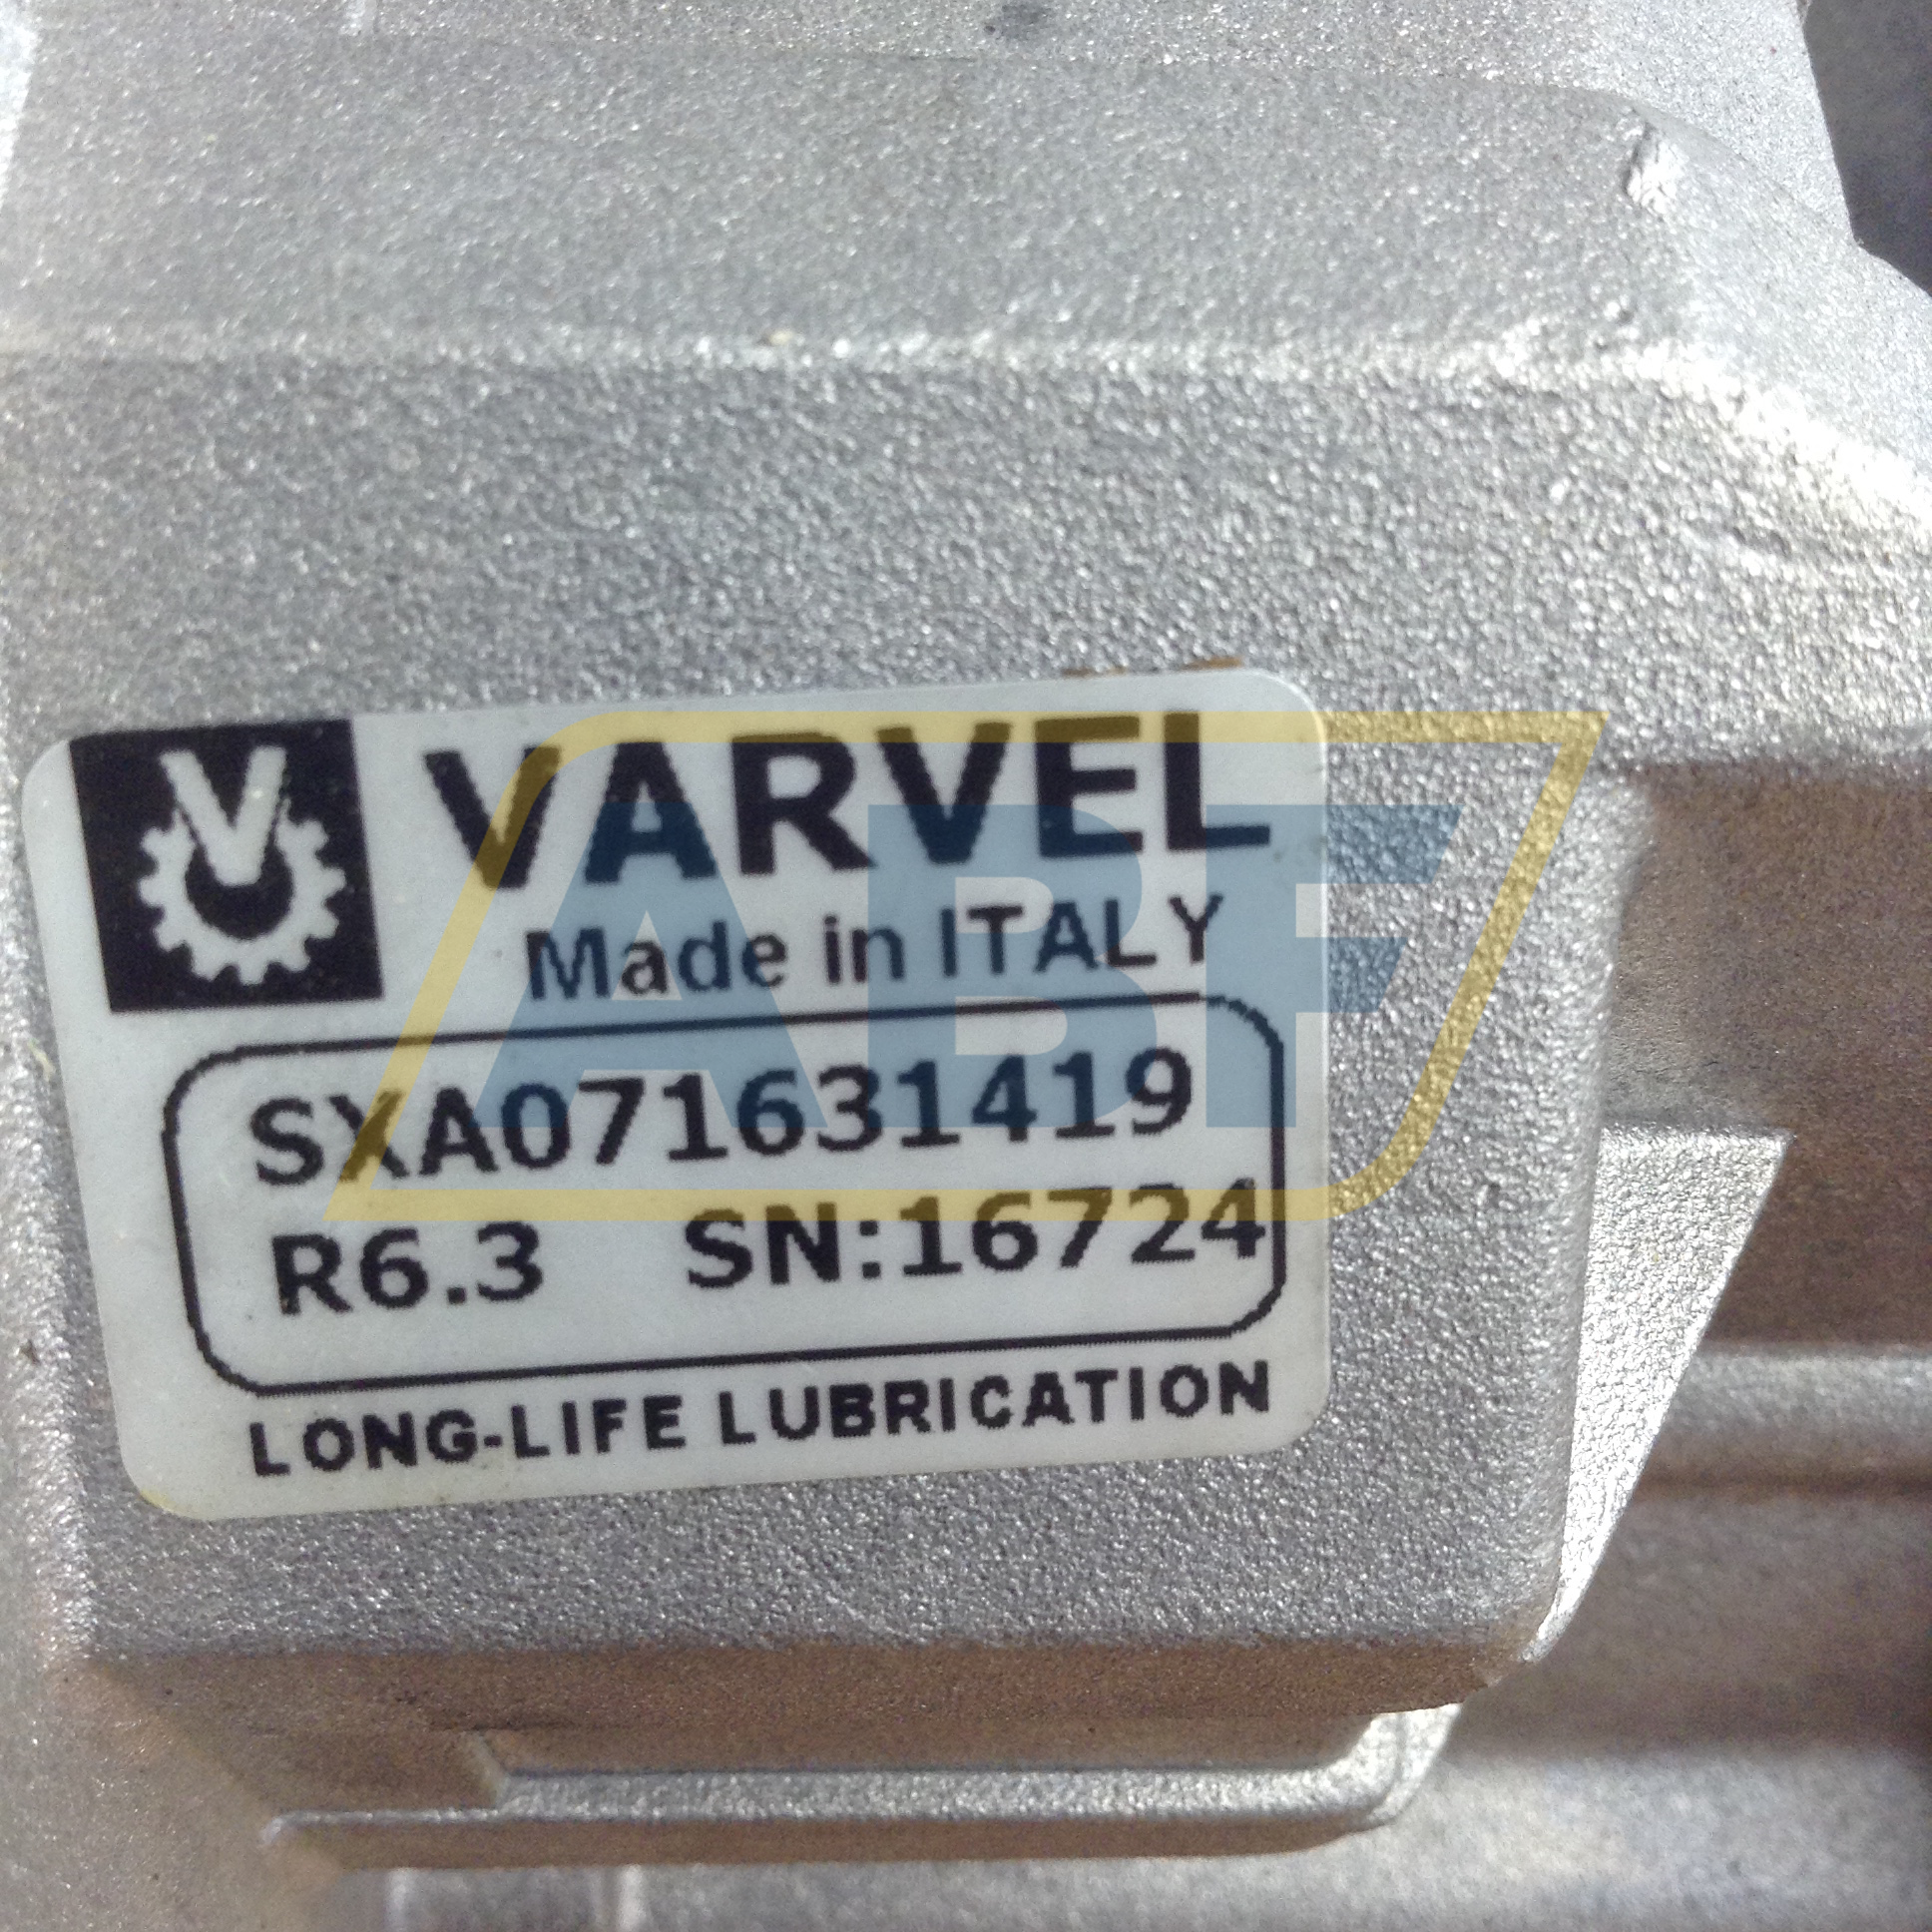 VARVEL
Made in ITALY
SXA071631419
R6.3 SN:16724
LONG-LIFE LUBRICATION
ABF